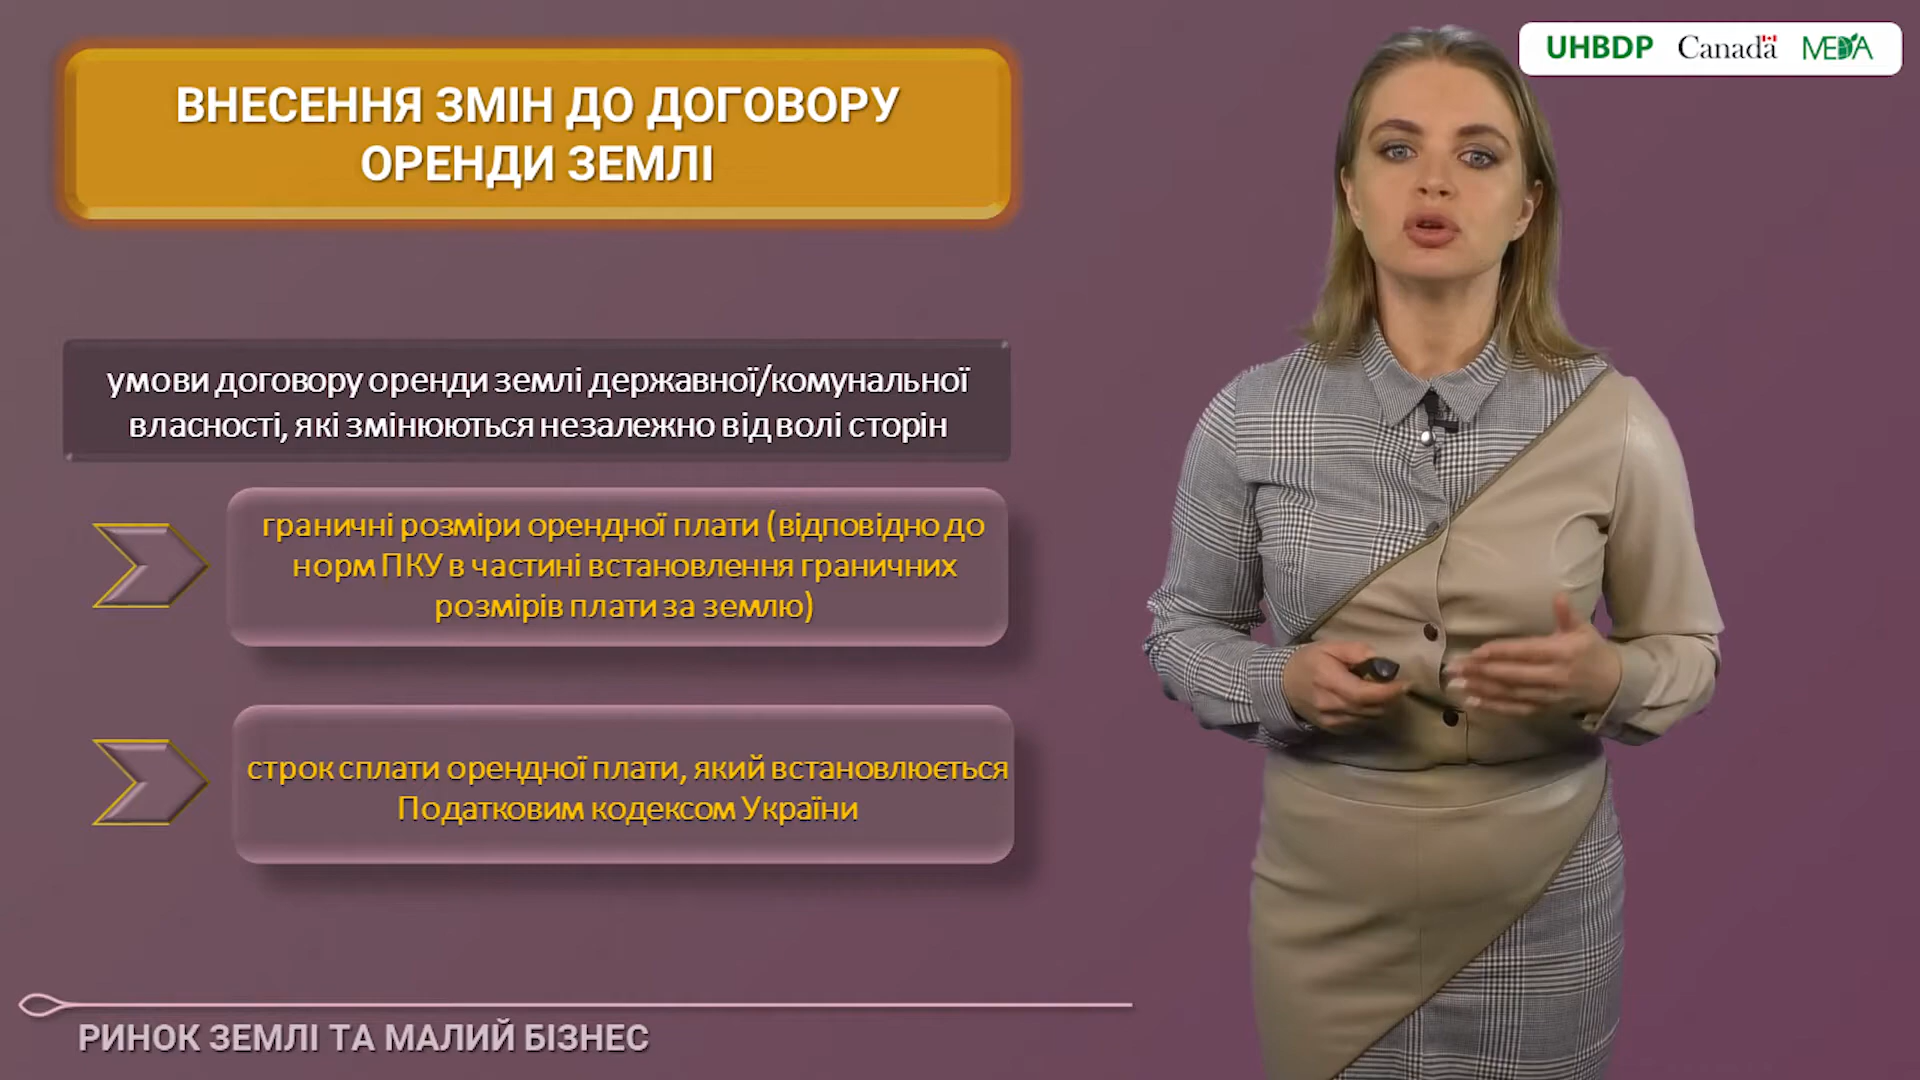 UHBDP Canada MEDA
ВНЕСЕННЯ ЗМІН ДО ДОГОВОРУ
ОРЕНДИ ЗЕМЛІ
умови договору оренди землі державної/комунальної
власності, які змінюються незалежно від волі сторін
граничні розміри орендної плати (відповідно до
норм ПКУ в частині встановлення граничних
розмірів плати за землю)
строк сплати орендної плати, який встановлюється
Податковим кодексом України
РИНОК ЗЕМЛІ ТА МАЛИЙ БІЗНЕС